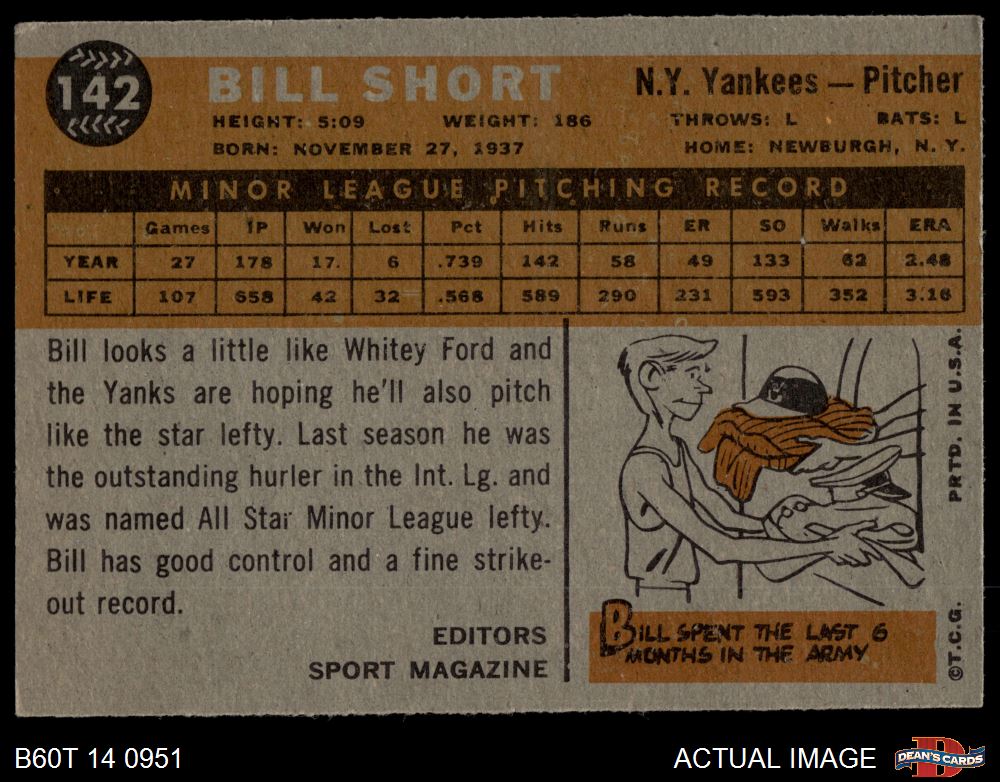 142
BILL SHORT
N.Y. Yankees — Pitcher
HEIGHT: 5:09 WEIGHT: 186 THROWS: L BATS: L
BORN: NOVEMBER 27, 1937 HOME: NEWBURGH, N. Y.
MINOR LEAGUE PITCHING RECORD
Games IP Won Lost Pct Hits Runs ER SO Walks ERA
YEAR 27 178 17. 6 .739 142 58 49 133 62 2.48
LIFE 107 658 42 32 .568 589 290 231 593 352 3.16
Bill looks a little like Whitey Ford and
the Yanks are hoping he'll also pitch
like the star lefty. Last season he was
the outstanding hurler in the Int. Lg. and
was named All Star Minor League lefty.
Bill has good control and a fine strike-
out record.
EDITORS
SPORT MAGAZINE
BILL SPENT THE LAST 6
MONTHS IN THE ARMY
PRTD. IN U.S.A.
©T.C.G.
B60T 14 0951
ACTUAL IMAGE
D
DEAN'S CARDS